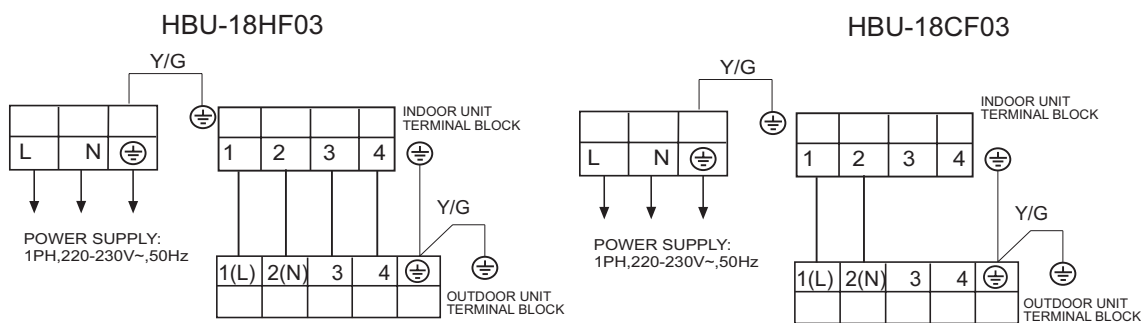 HBU-18HF03
Y/G
INDOOR UNIT
TERMINAL BLOCK
L N
1 2 3 4
Y/G
POWER SUPPLY:
1PH,220-230V~,50Hz
1(L) 2(N) 3 4
OUTDOOR UNIT
TERMINAL BLOCK
HBU-18CF03
Y/G
INDOOR UNIT
TERMINAL BLOCK
L N
1 2 3 4
Y/G
POWER SUPPLY:
1PH,220-230V~,50Hz
1(L) 2(N) 3 4
OUTDOOR UNIT
TERMINAL BLOCK